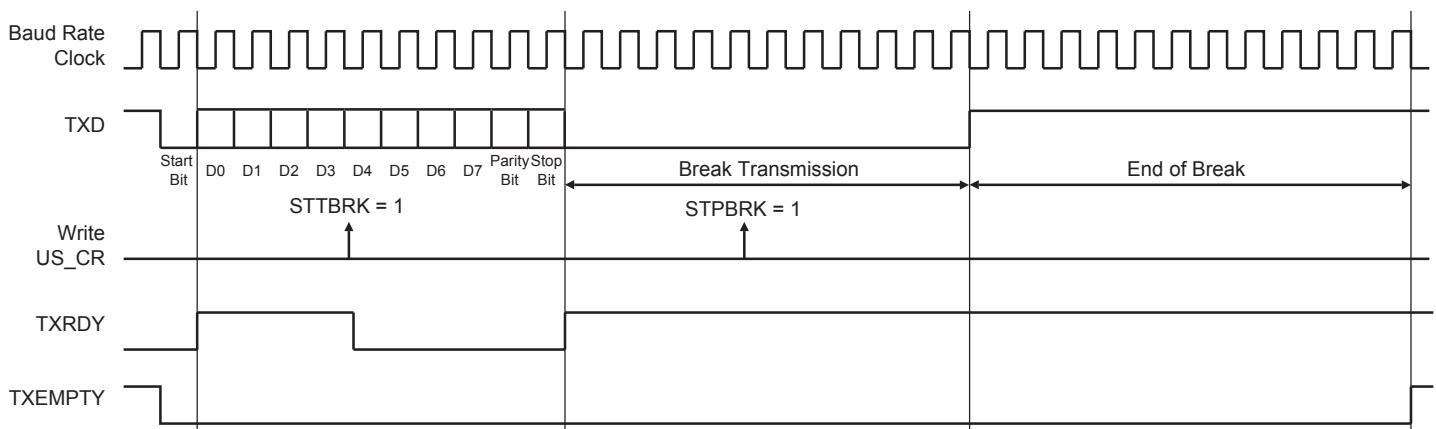 Baud Rate
Clock
TXD
Start
Bit
D0 D1 D2 D3 D4 D5 D6 D7
Parity
Bit
Stop
Bit
Break Transmission
End of Break
STTBRK = 1
STPBRK = 1
Write
US_CR
TXRDY
TXEMPTY